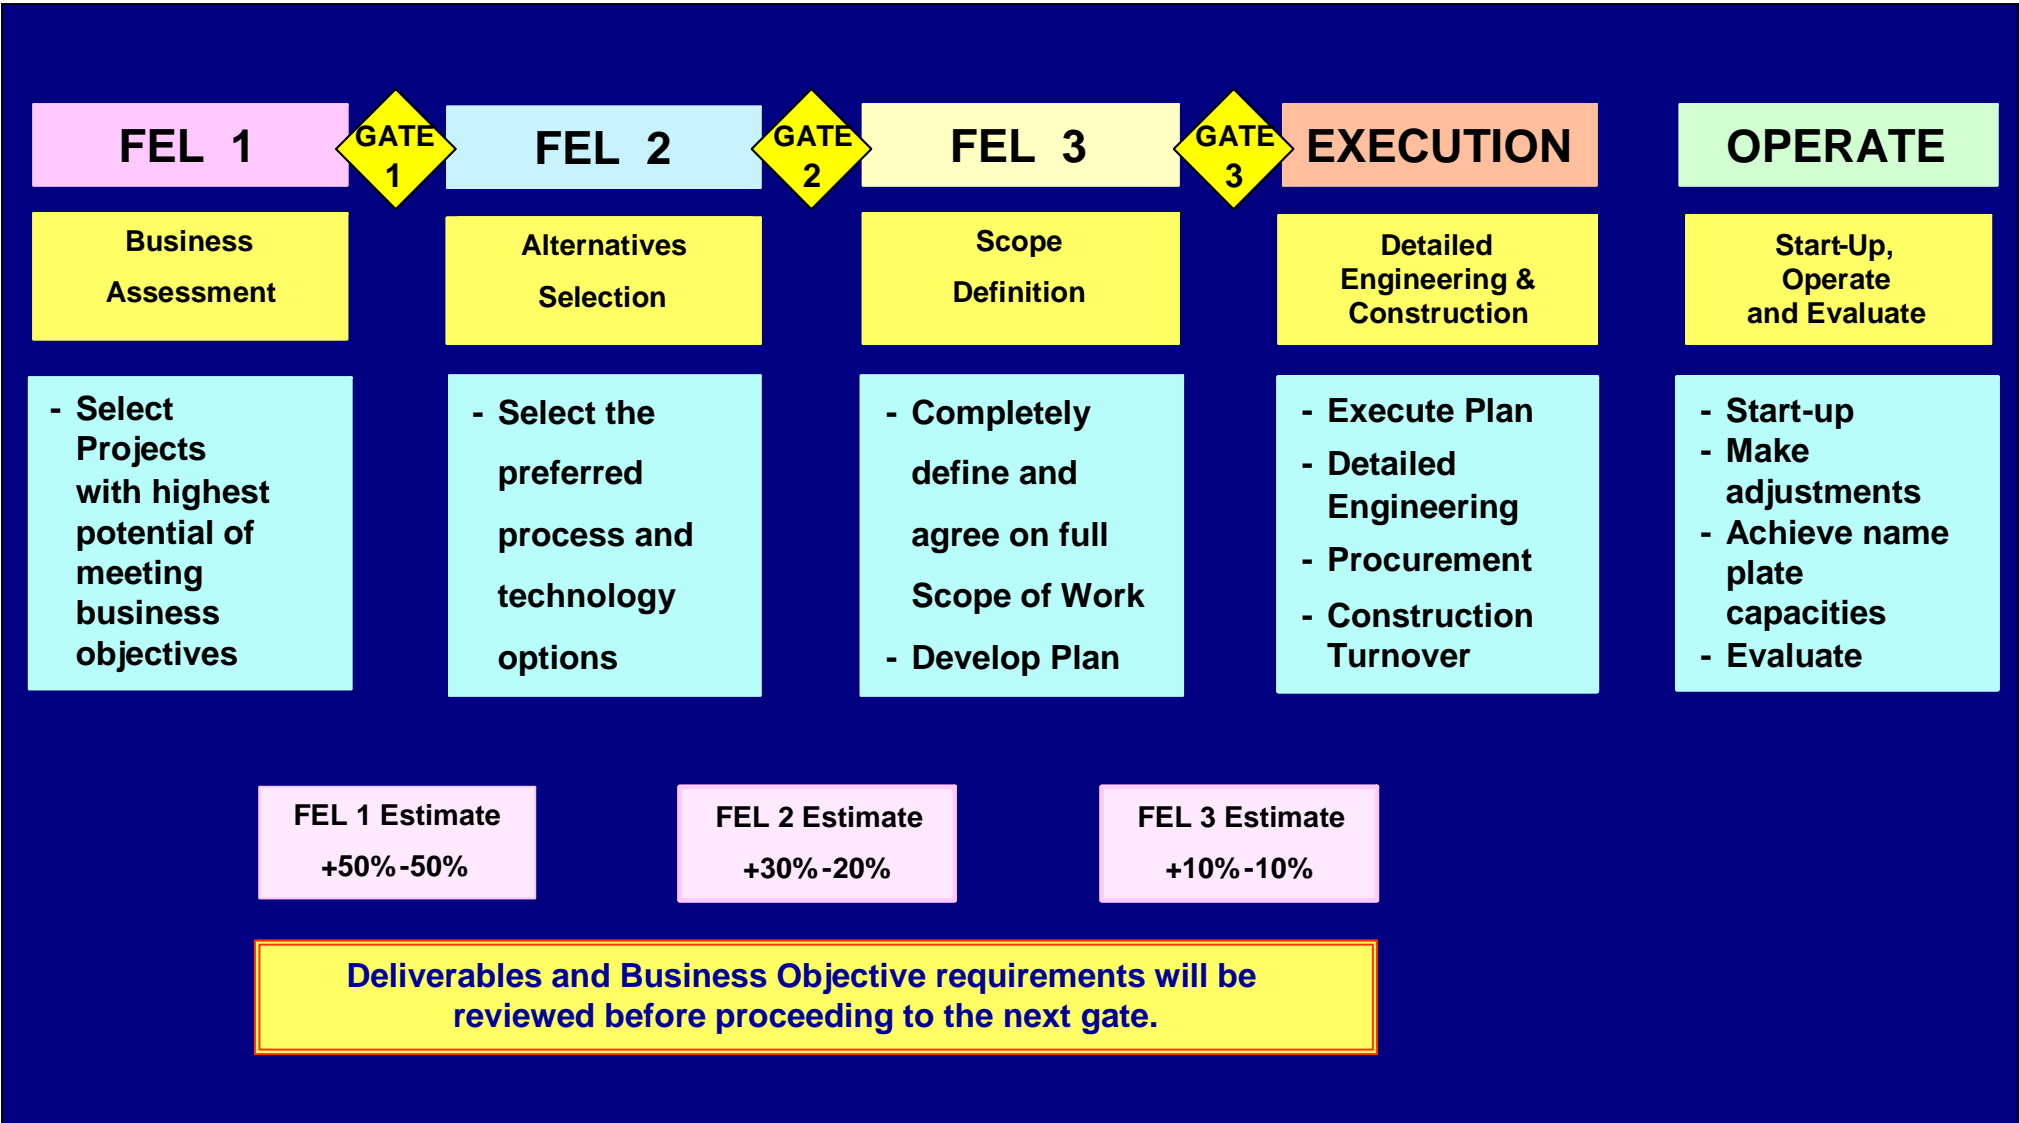 FEL 1
GATE
1
FEL 2
GATE
2
FEL 3
GATE
3
EXECUTION
OPERATE
Business
Assessment
Alternatives
Selection
Scope
Definition
Detailed
Engineering &
Construction
Start-Up,
Operate
and Evaluate
- Select
Projects
with highest
potential of
meeting
business
objectives
- Select the
preferred
process and
technology
options
- Completely
define and
agree on full
Scope of Work
- Develop Plan
- Execute Plan
- Detailed
Engineering
- Procurement
- Construction
Turnover
- Start-up
- Make
adjustments
- Achieve name
plate
capacities
- Evaluate
FEL 1 Estimate
+50%-50%
FEL 2 Estimate
+30%-20%
FEL 3 Estimate
+10%-10%
Deliverables and Business Objective requirements will be
reviewed before proceeding to the next gate.